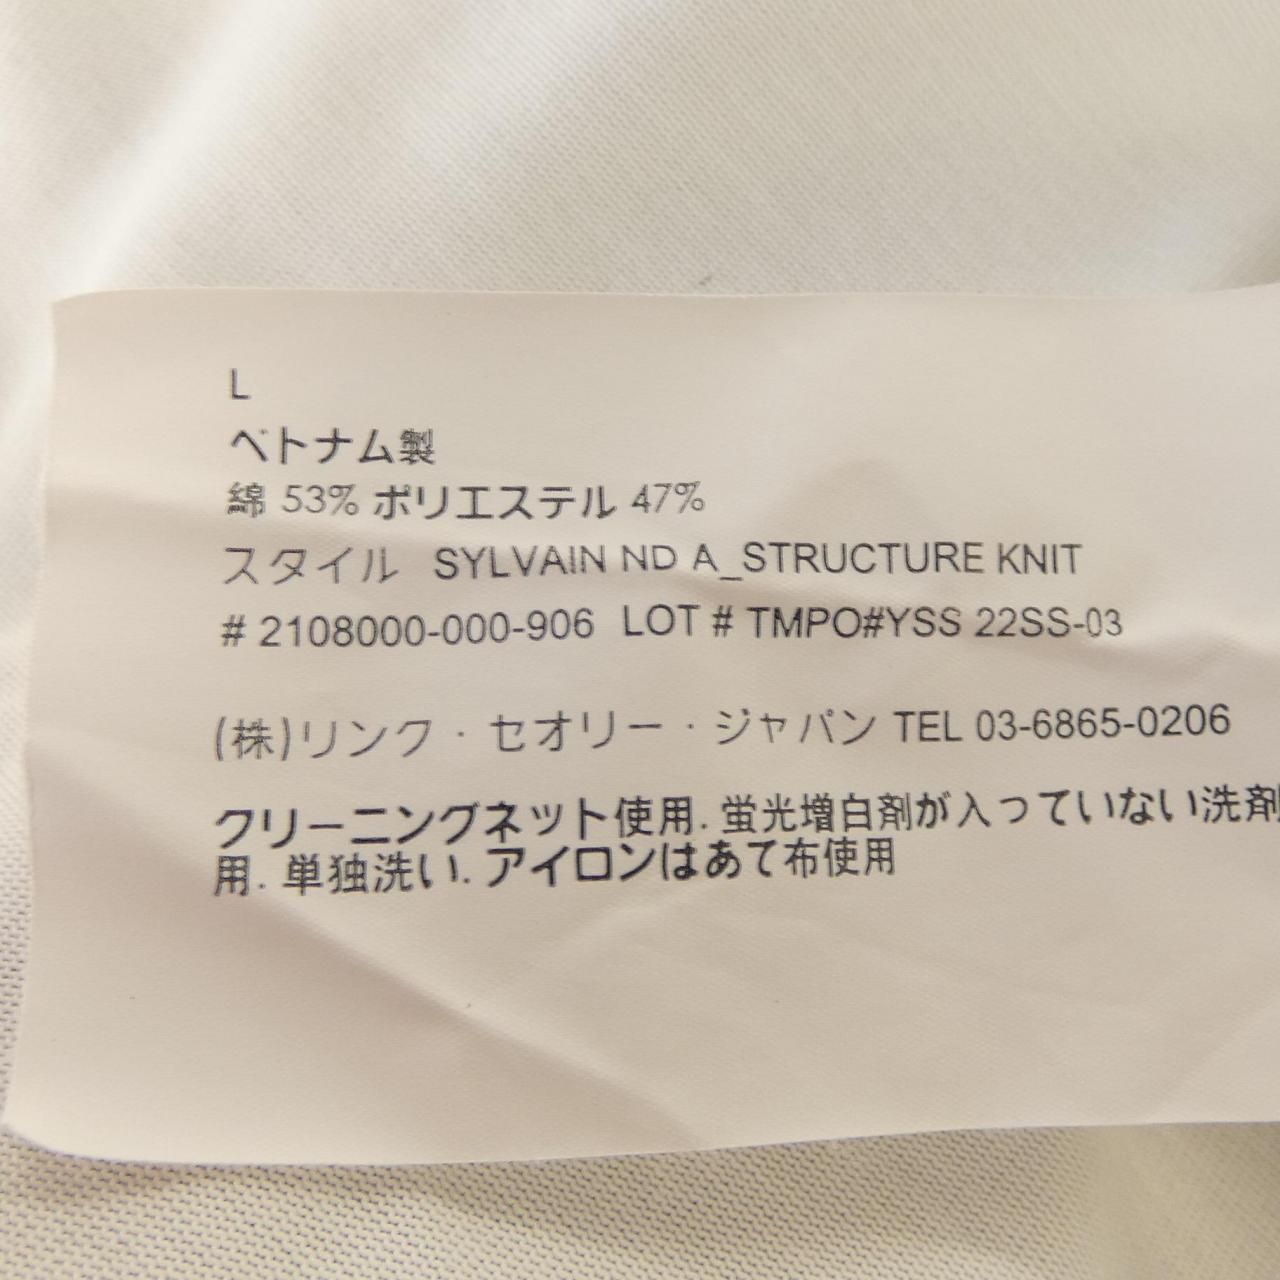 L
ベトナム製
綿 53% ポリエステル 47%
スタイル SYLVAIN ND A_STRUCTURE KNIT
# 2108000-000-906 LOT # TMPO#YSS 22SS-03
(株)リンク・セオリー・ジャパン TEL 03-6865-0206
クリーニングネット使用. 蛍光増白剤が入っていない洗剤
用. 単独洗い. アイロンはあて布使用